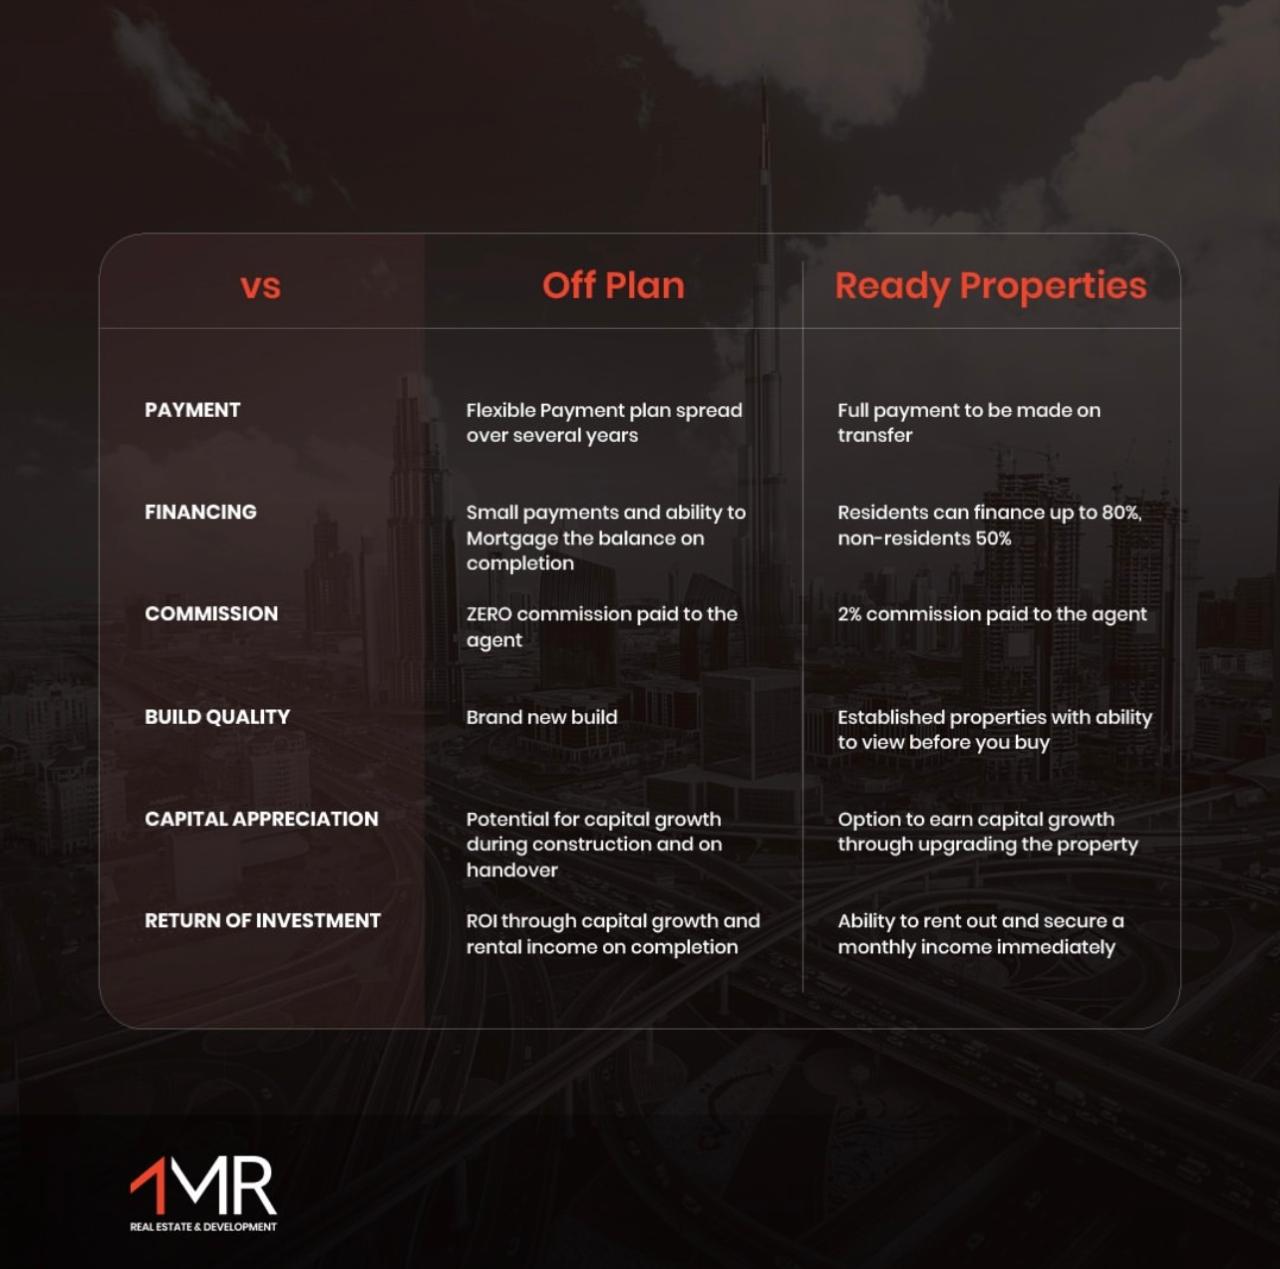 vs
Off Plan
Ready Properties
PAYMENT
Flexible Payment plan spread
over several years
Full payment to be made on
transfer
FINANCING
Small payments and ability to
Mortgage the balance on
completion
Residents can finance up to 80%,
non-residents 50%
COMMISSION
ZERO commission paid to the
agent
2% commission paid to the agent
BUILD QUALITY
Brand new build
Established properties with ability
to view before you buy
CAPITAL APPRECIATION
Potential for capital growth
during construction and on
handover
Option to earn capital growth
through upgrading the property
RETURN OF INVESTMENT
ROI through capital growth and
rental income on completion
Ability to rent out and secure a
monthly income immediately
1MR
REAL ESTATE & DEVELOPMENT